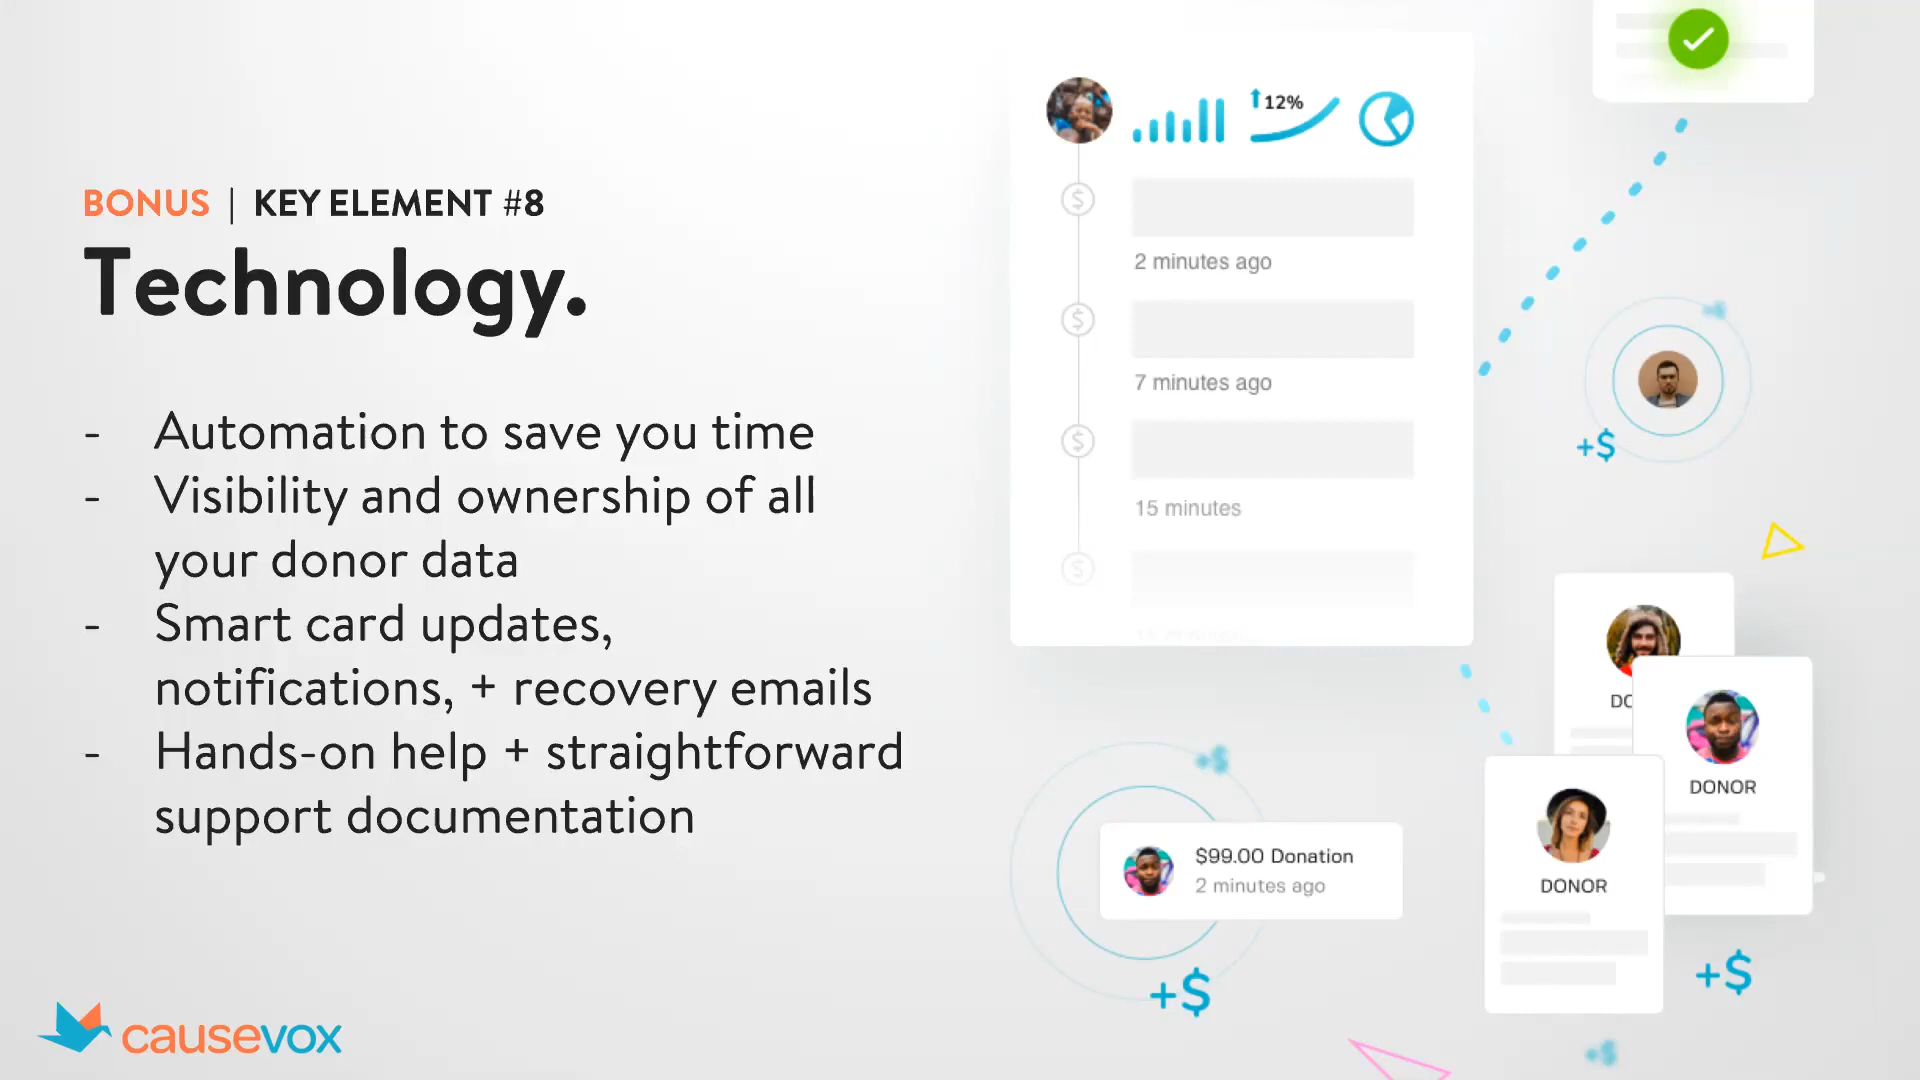 BONUS | KEY ELEMENT #8
Technology.
- Automation to save you time
- Visibility and ownership of all
your donor data
- Smart card updates,
notifications, + recovery emails
- Hands-on help + straightforward
support documentation
causevox
12%
$
2 minutes ago
$
7 minutes ago
$
15 minutes
$
+$
DO
DONOR
DONOR
$99.00 Donation
2 minutes ago
+$
+$